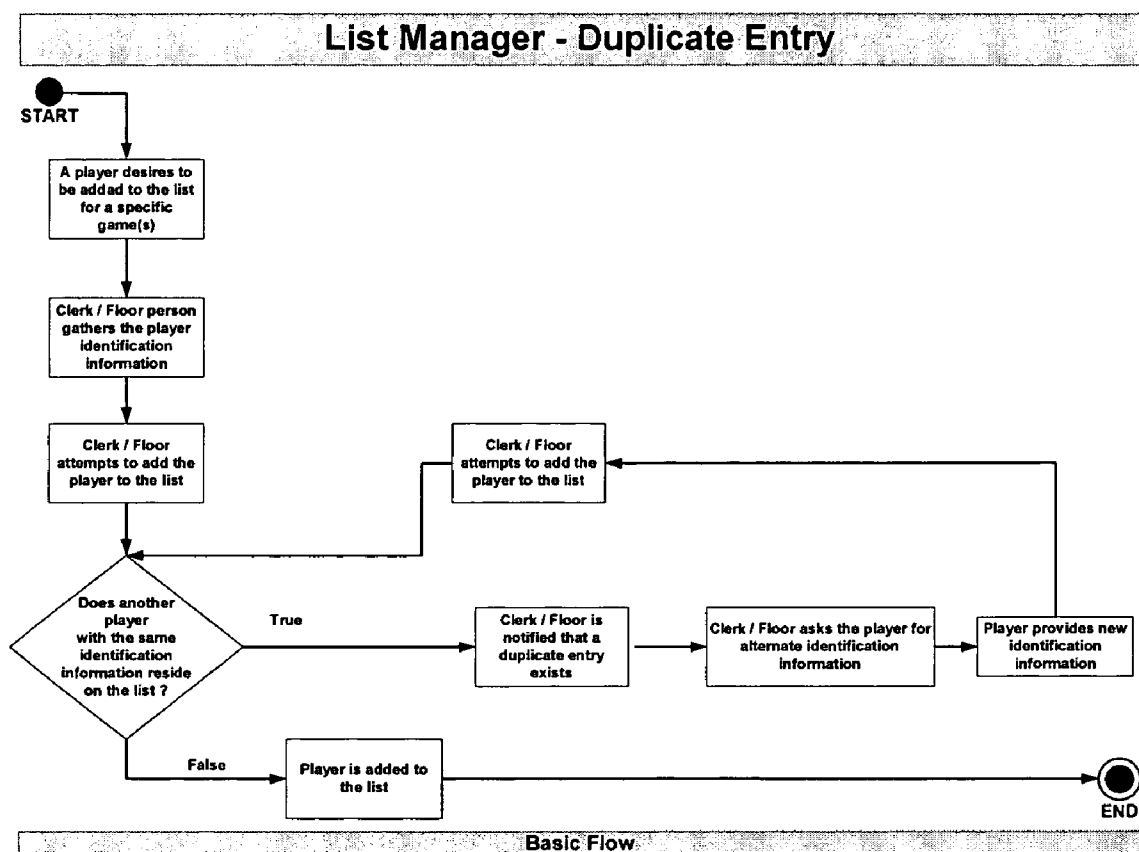 List Manager - Duplicate Entry
START
A player desires to
be added to the list
for a specific
game(s)
Clerk / Floor person
gathers the player
identification
information
Clerk / Floor
attempts to add the
player to the list
Clerk / Floor
attempts to add the
player to the list
Does another
player
with the same
identification
information reside
on the list ?
True
Clerk / Floor is
notified that a
duplicate entry
exists
Clerk / Floor asks the player for
alternate identification
information
Player provides new
identification
information
False
Player is added to
the list
END
Basic Flow